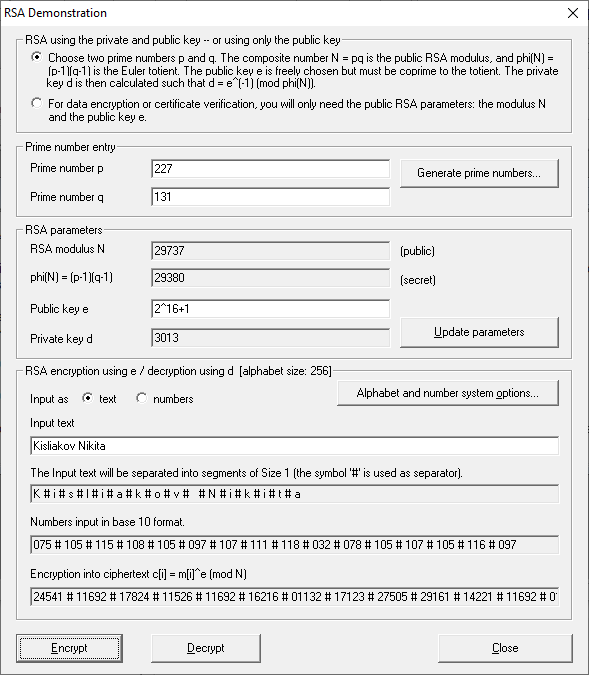 RSA Demonstration
RSA using the private and public key -- or using only the public key
Choose two prime numbers p and q. The composite number N = pq is the public RSA modulus, and phi(N) =
(p-1)(q-1) is the Euler totient. The public key e is freely chosen but must be coprime to the totient. The private
key d is then calculated such that d = e^(-1) (mod phi(N)).
For data encryption or certificate verification, you will only need the public RSA parameters: the modulus N
and the public key e.
Prime number entry
Prime number p
227
Generate prime numbers...
Prime number q
131
RSA parameters
RSA modulus N
29737
(public)
phi(N) = (p-1)(q-1)
29380
(secret)
Public key e
2^16+1
Private key d
3013
Update parameters
RSA encryption using e / decryption using d [alphabet size: 256]
Input as
text
numbers
Alphabet and number system options...
Input text
Kisliakov Nikita
The Input text will be separated into segments of Size 1 (the symbol '#' is used as separator).
K # i # s # l # i # a # k # o # v #   # N # i # k # i # t # a
Numbers input in base 10 format.
075 # 105 # 115 # 108 # 105 # 097 # 107 # 111 # 118 # 032 # 078 # 105 # 107 # 105 # 116 # 097
Encryption into ciphertext c[i] = m[i]^e (mod N)
24541 # 11692 # 17824 # 11526 # 11692 # 16216 # 01132 # 17123 # 27505 # 29161 # 14221 # 11692 # 01
Encrypt
Decrypt
Close